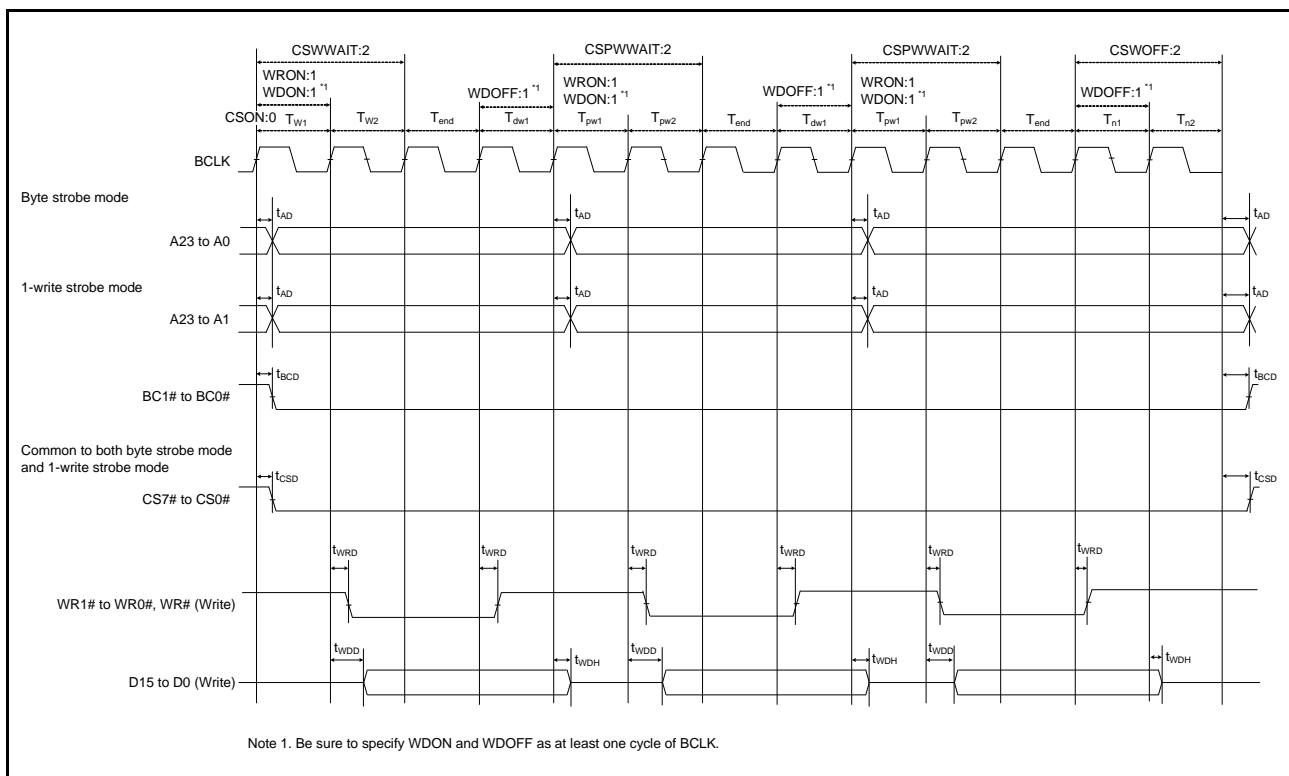 CSWWAIT:2 CSPWWAIT:2 CSPWWAIT:2 CSWOFF:2
WRON:1 WRON:1 WRON:1
WDON:1 *1 WDOFF:1 *1 WDON:1 *1 WDOFF:1 *1 WDON:1 *1 WDOFF:1 *1
CSON:0 TW1 TW2 Tend Tdw1 Tpw1 Tpw2 Tend Tdw1 Tpw1 Tpw2 Tend Tn1 Tn2
BCLK
Byte strobe mode
tAD tAD tAD tAD
A23 to A0
1-write strobe mode
tAD tAD tAD tAD
A23 to A1
tBCD tBCD
BC1# to BC0#
Common to both byte strobe mode
and 1-write strobe mode
tCSD tCSD
CS7# to CS0#
tWRD tWRD tWRD tWRD tWRD tWRD
WR1# to WR0#, WR# (Write)
tWDD tWDH tWDD tWDH tWDD tWDH
D15 to D0 (Write)
Note 1. Be sure to specify WDON and WDOFF as at least one cycle of BCLK.